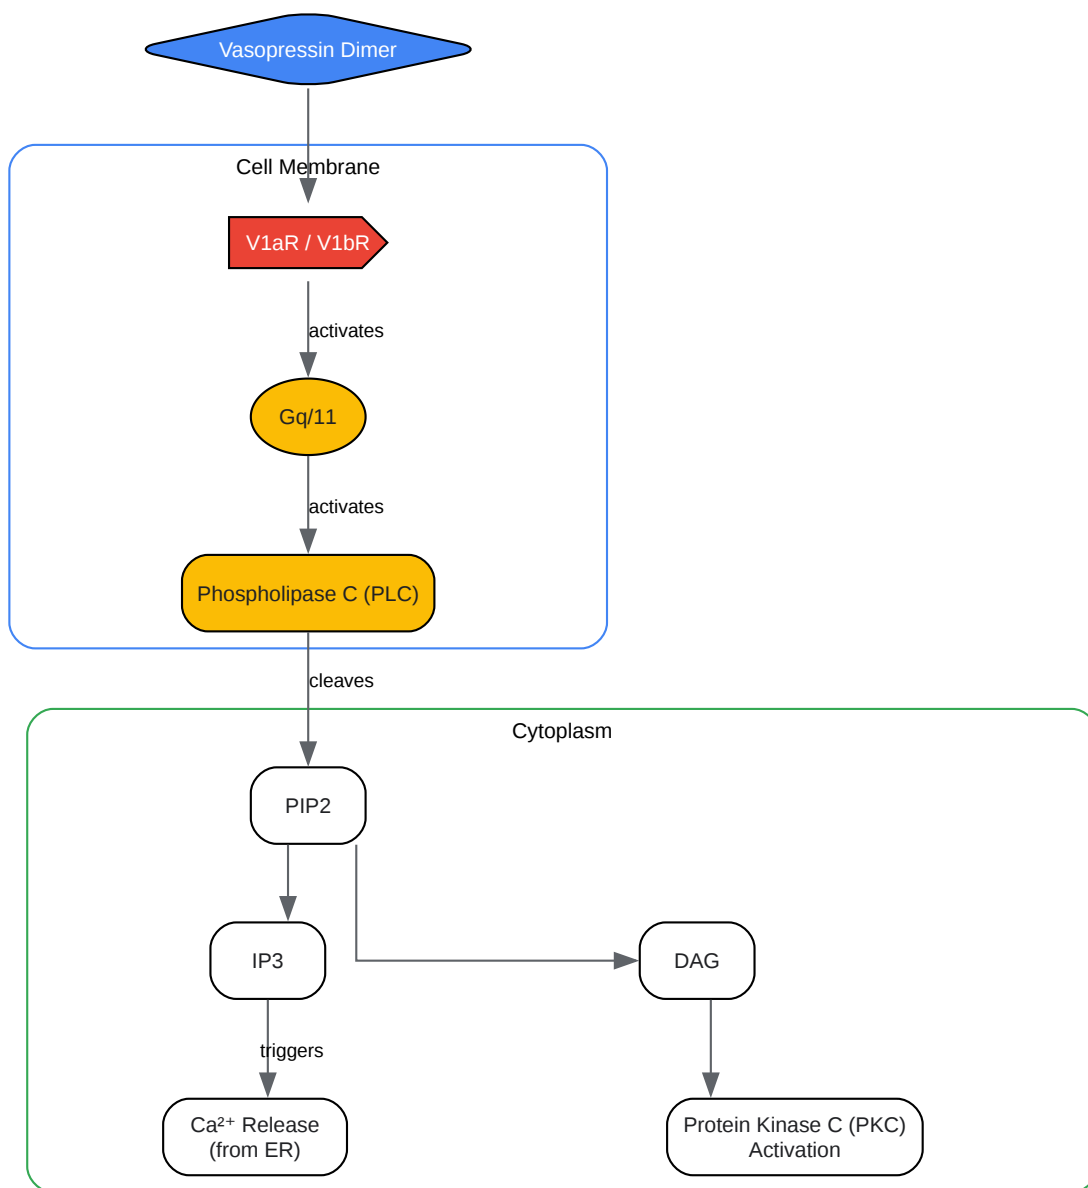 Vasopressin Dimer
Cell Membrane
V1aR / V1bR
activates
Gq/11
activates
Phospholipase C (PLC)
cleaves
Cytoplasm
PIP2
IP3
DAG
triggers
Ca²⁺ Release
(from ER)
Protein Kinase C (PKC)
Activation